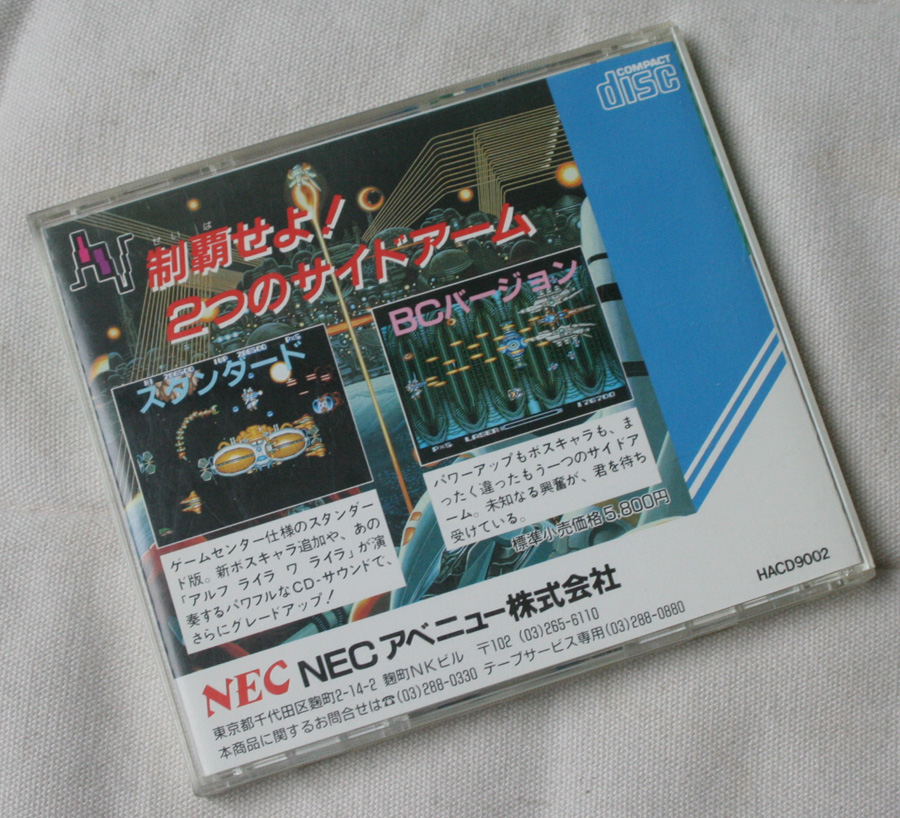 COMPACT
disc
せいは
制覇せよ!
2つのサイドアーム
スタンダード
BCバージョン
P×S LASER 176700
ゲームセンター仕様のスタンダー
ド版。新ボスキャラ追加や、あの
「アルフ ライラ ワ ライラ」が演
奏するパワフルなCD-サウンドで、
さらにグレードアップ!
パワーアップもボスキャラも、ま
ったく違ったもう一つのサイドア
ーム。未知なる興奮が、君を待ち
受けている。
標準小売価格5,800円
HACD9002
NEC NECアベニュー株式会社
東京都千代田区麹町2-14-2 麹町NKビル 〒102 (03)265-6110
本商品に関するお問合せは☎(03)288-0330 テープサービス専用(03)288-0880